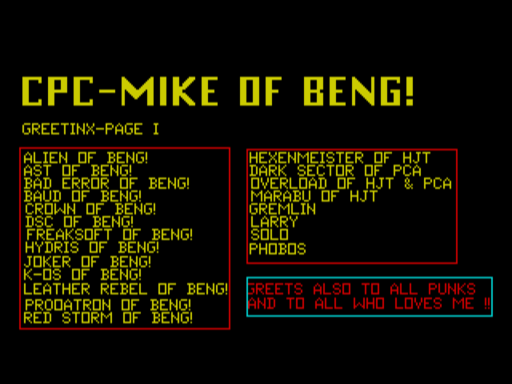 CPC-MIKE OF BENG!
GREETINX-PAGE I
ALIEN OF BENG!
AST OF BENG!
BAD ERROR OF BENG!
BAUD OF BENG!
CROWN OF BENG!
DSC OF BENG!
FREAKSOFT OF BENG!
HYDRIS OF BENG!
JOKER OF BENG!
K-OS OF BENG!
LEATHER REBEL OF BENG!
PRODATRON OF BENG!
RED STORM OF BENG!
HEXENMEISTER OF HJT
DARK SECTOR OF PCA
OVERLOAD OF HJT & PCA
MARABU OF HJT
GREMLIN
LARRY
SOLO
PHOBOS
GREETS ALSO TO ALL PUNKS
AND TO ALL WHO LOVES ME !!